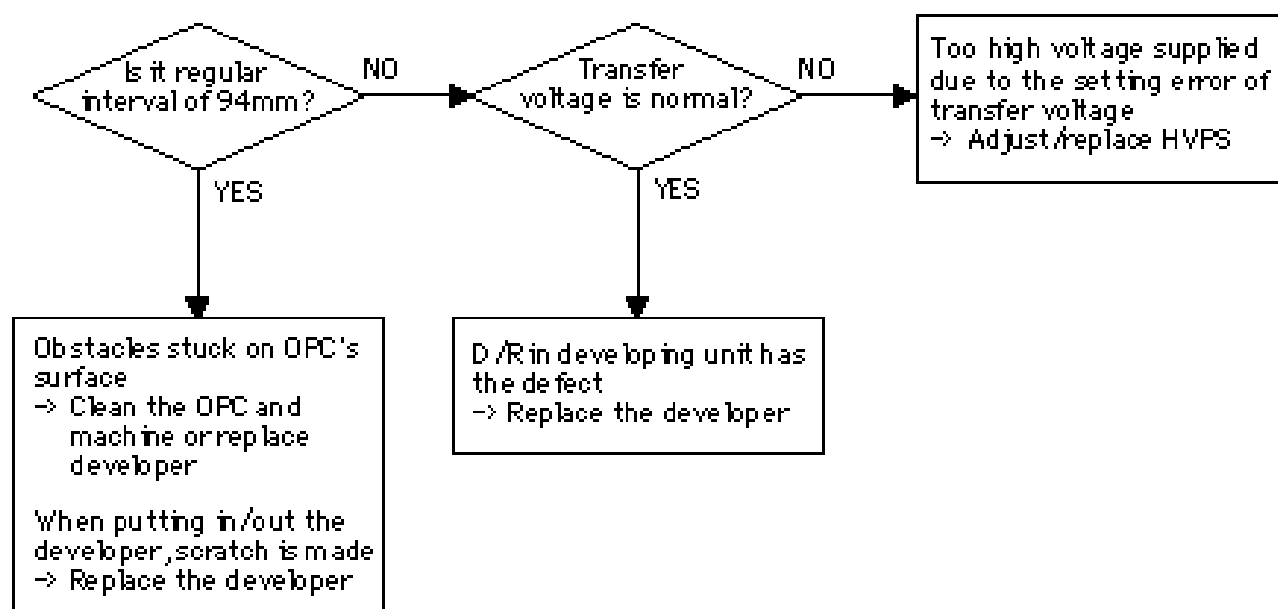 Is it regular
interval of 94mm?
NO
Transfer
voltage is normal?
NO
Too high voltage supplied
due to the setting error of
transfer voltage
→ Adjust/replace HVPS
YES
YES
Obstacles stuck on OPC's
surface
→ Clean the OPC and
machine or replace
developer
When putting in/out the
developer, scratch is made
→ Replace the developer
D/R in developing unit has
the defect
→ Replace the developer